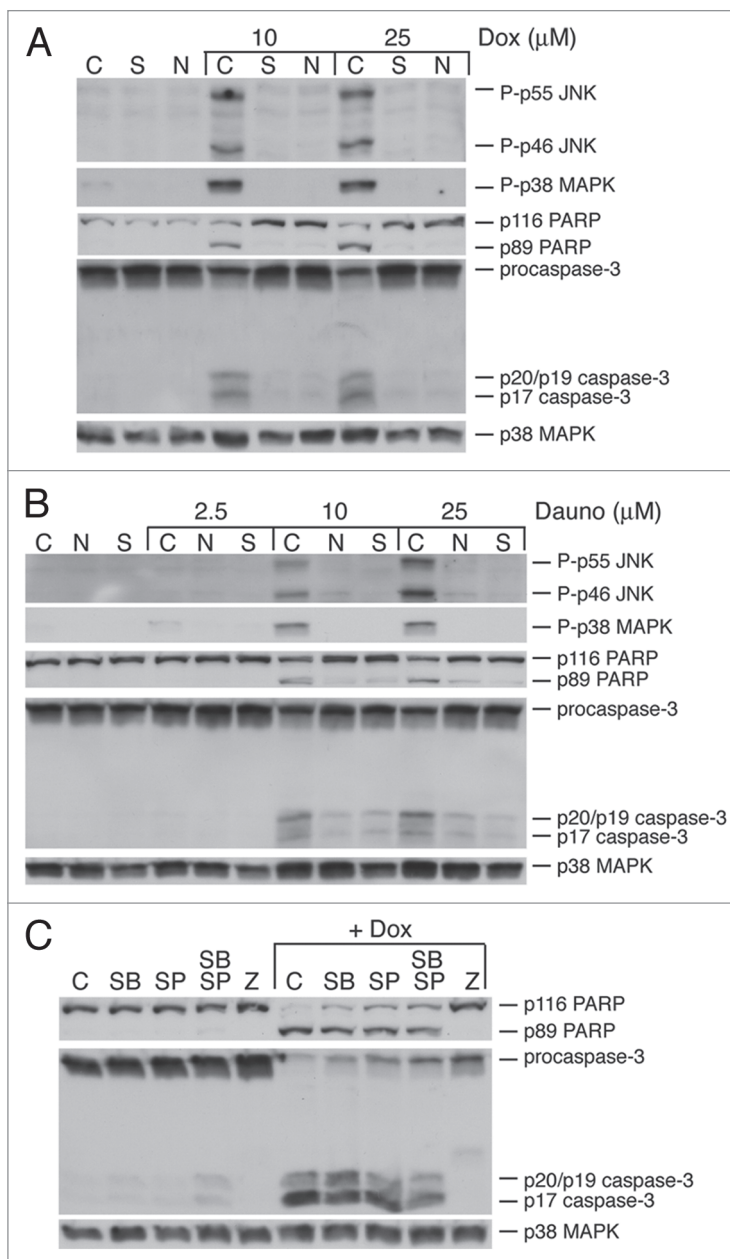 A
10 25 Dox (μM)
C S N C S N C S N
P-p55 JNK
P-p46 JNK
P-p38 MAPK
p116 PARP
p89 PARP
procaspase-3
p20/p19 caspase-3
p17 caspase-3
p38 MAPK
B
2.5 10 25 Dauno (μM)
C N S C N S C N S C N S
P-p55 JNK
P-p46 JNK
P-p38 MAPK
p116 PARP
p89 PARP
procaspase-3
p20/p19 caspase-3
p17 caspase-3
p38 MAPK
C
+ Dox
SB SB
C SB SP SP Z C SB SP SP Z
p116 PARP
p89 PARP
procaspase-3
p20/p19 caspase-3
p17 caspase-3
p38 MAPK